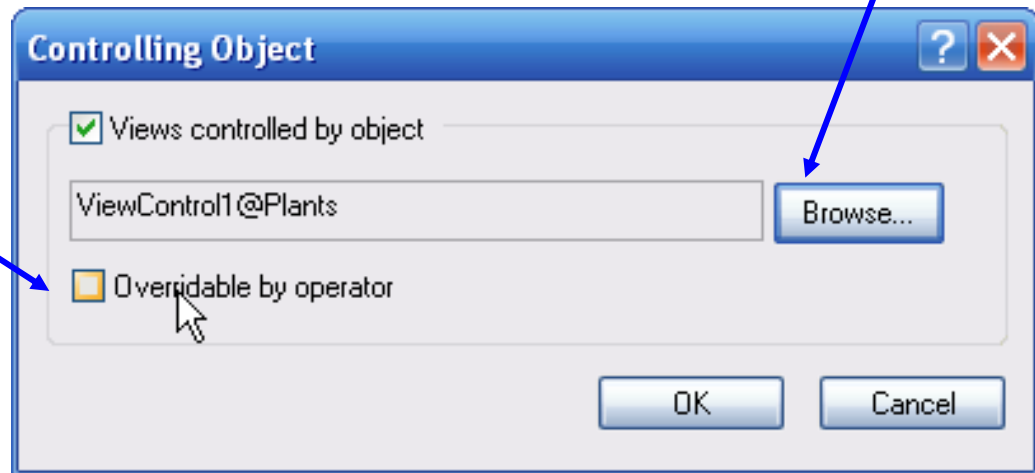 Controlling Object
Views controlled by object
ViewControl1@Plants
Browse...
Overridable by operator
OK
Cancel